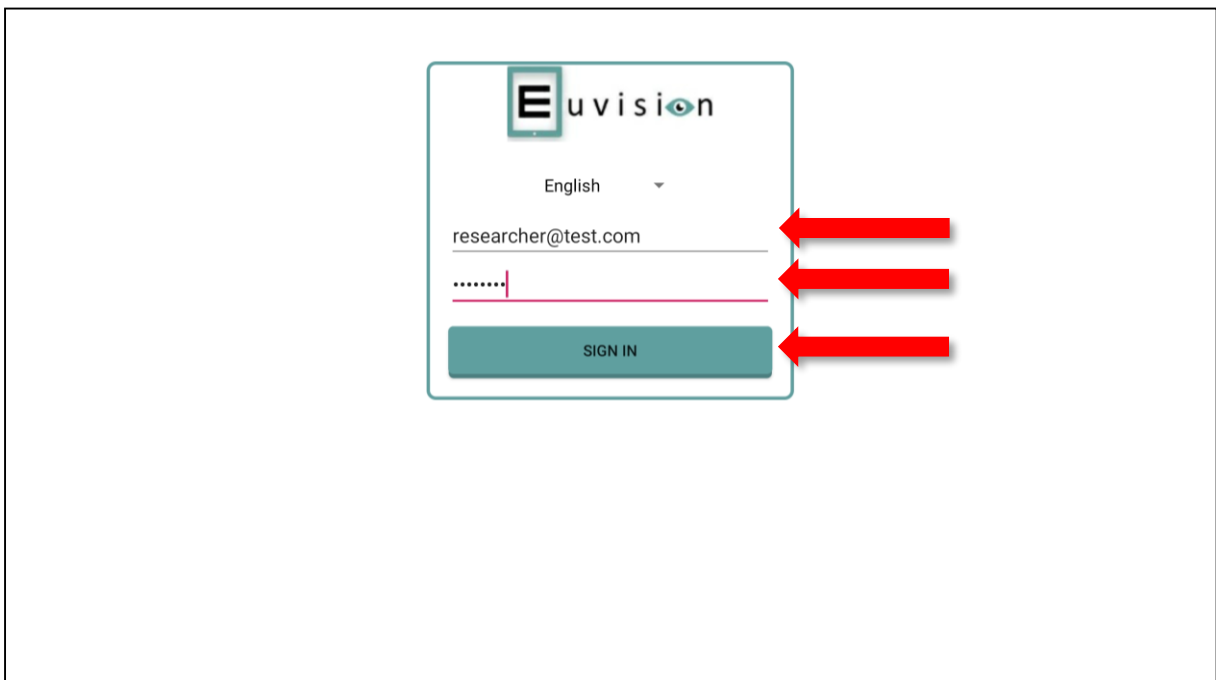 Euvision
English
researcher@test.com
••••••••
SIGN IN